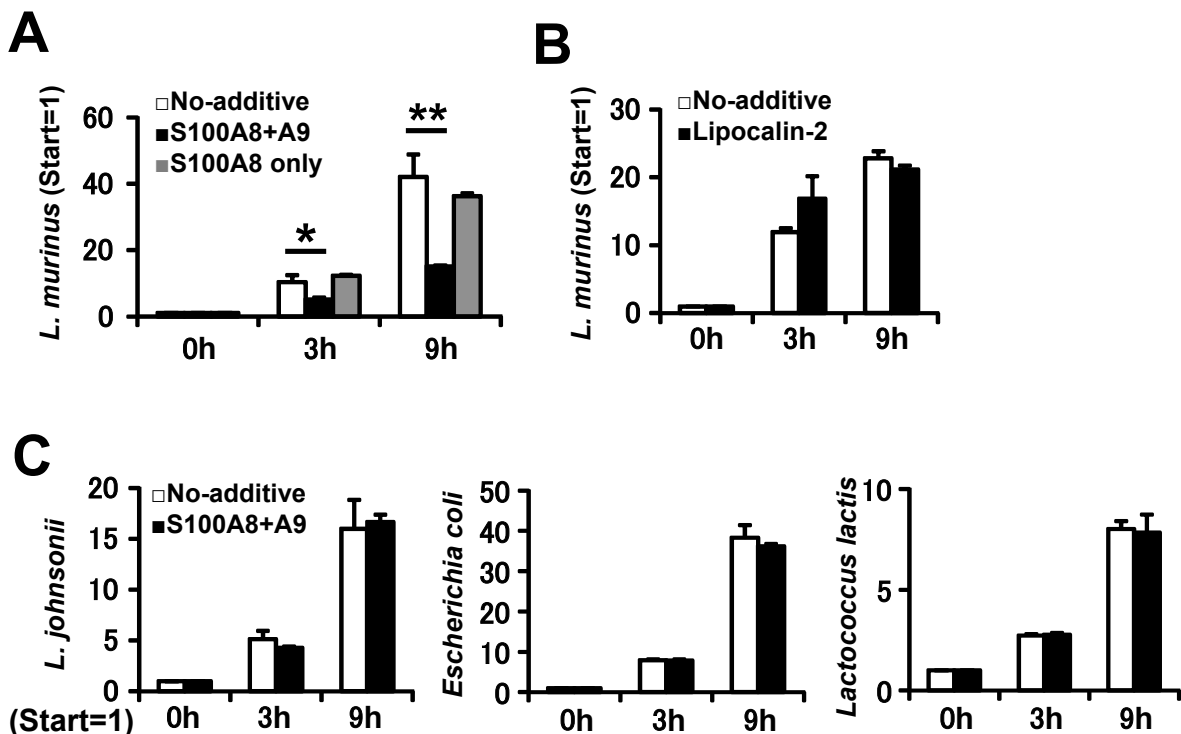 A
L. murinus (Start=1)
□No-additive
■S100A8+A9
■S100A8 only
60
40
20
0
*
**
0h 3h 9h
B
L. murinus (Start=1)
□No-additive
■Lipocalin-2
30
20
10
0
0h 3h 9h
C
L. johnsonii
□No-additive
■S100A8+A9
20
15
10
5
0
(Start=1) 0h 3h 9h
Escherichia coli
50
40
30
20
10
0
0h 3h 9h
Lactococcus lactis
10
5
0
0h 3h 9h